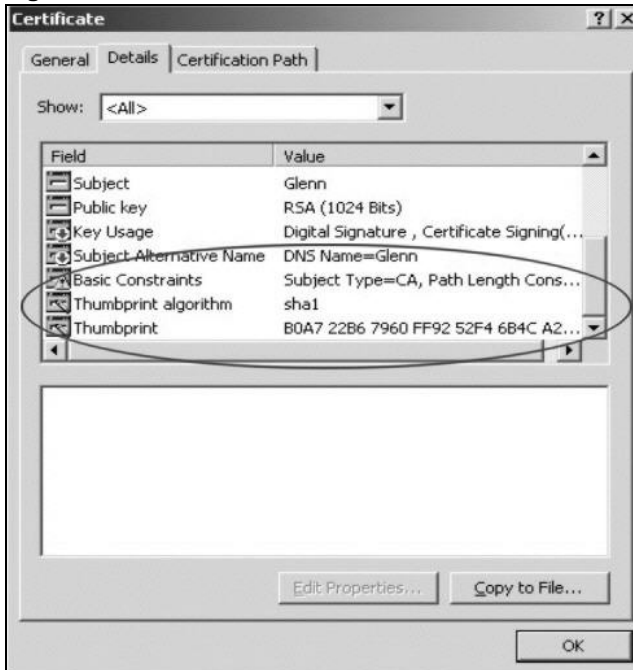 Certificate
General Details Certification Path
Show: <All>
Field Value
Subject Glenn
Public key RSA (1024 Bits)
Key Usage Digital Signature , Certificate Signing(...
Subject Alternative Name DNS Name=Glenn
Basic Constraints Subject Type=CA, Path Length Cons...
Thumbprint algorithm sha1
Thumbprint B0A7 22B6 7960 FF92 52F4 6B4C A2...
Edit Properties... Copy to File...
OK